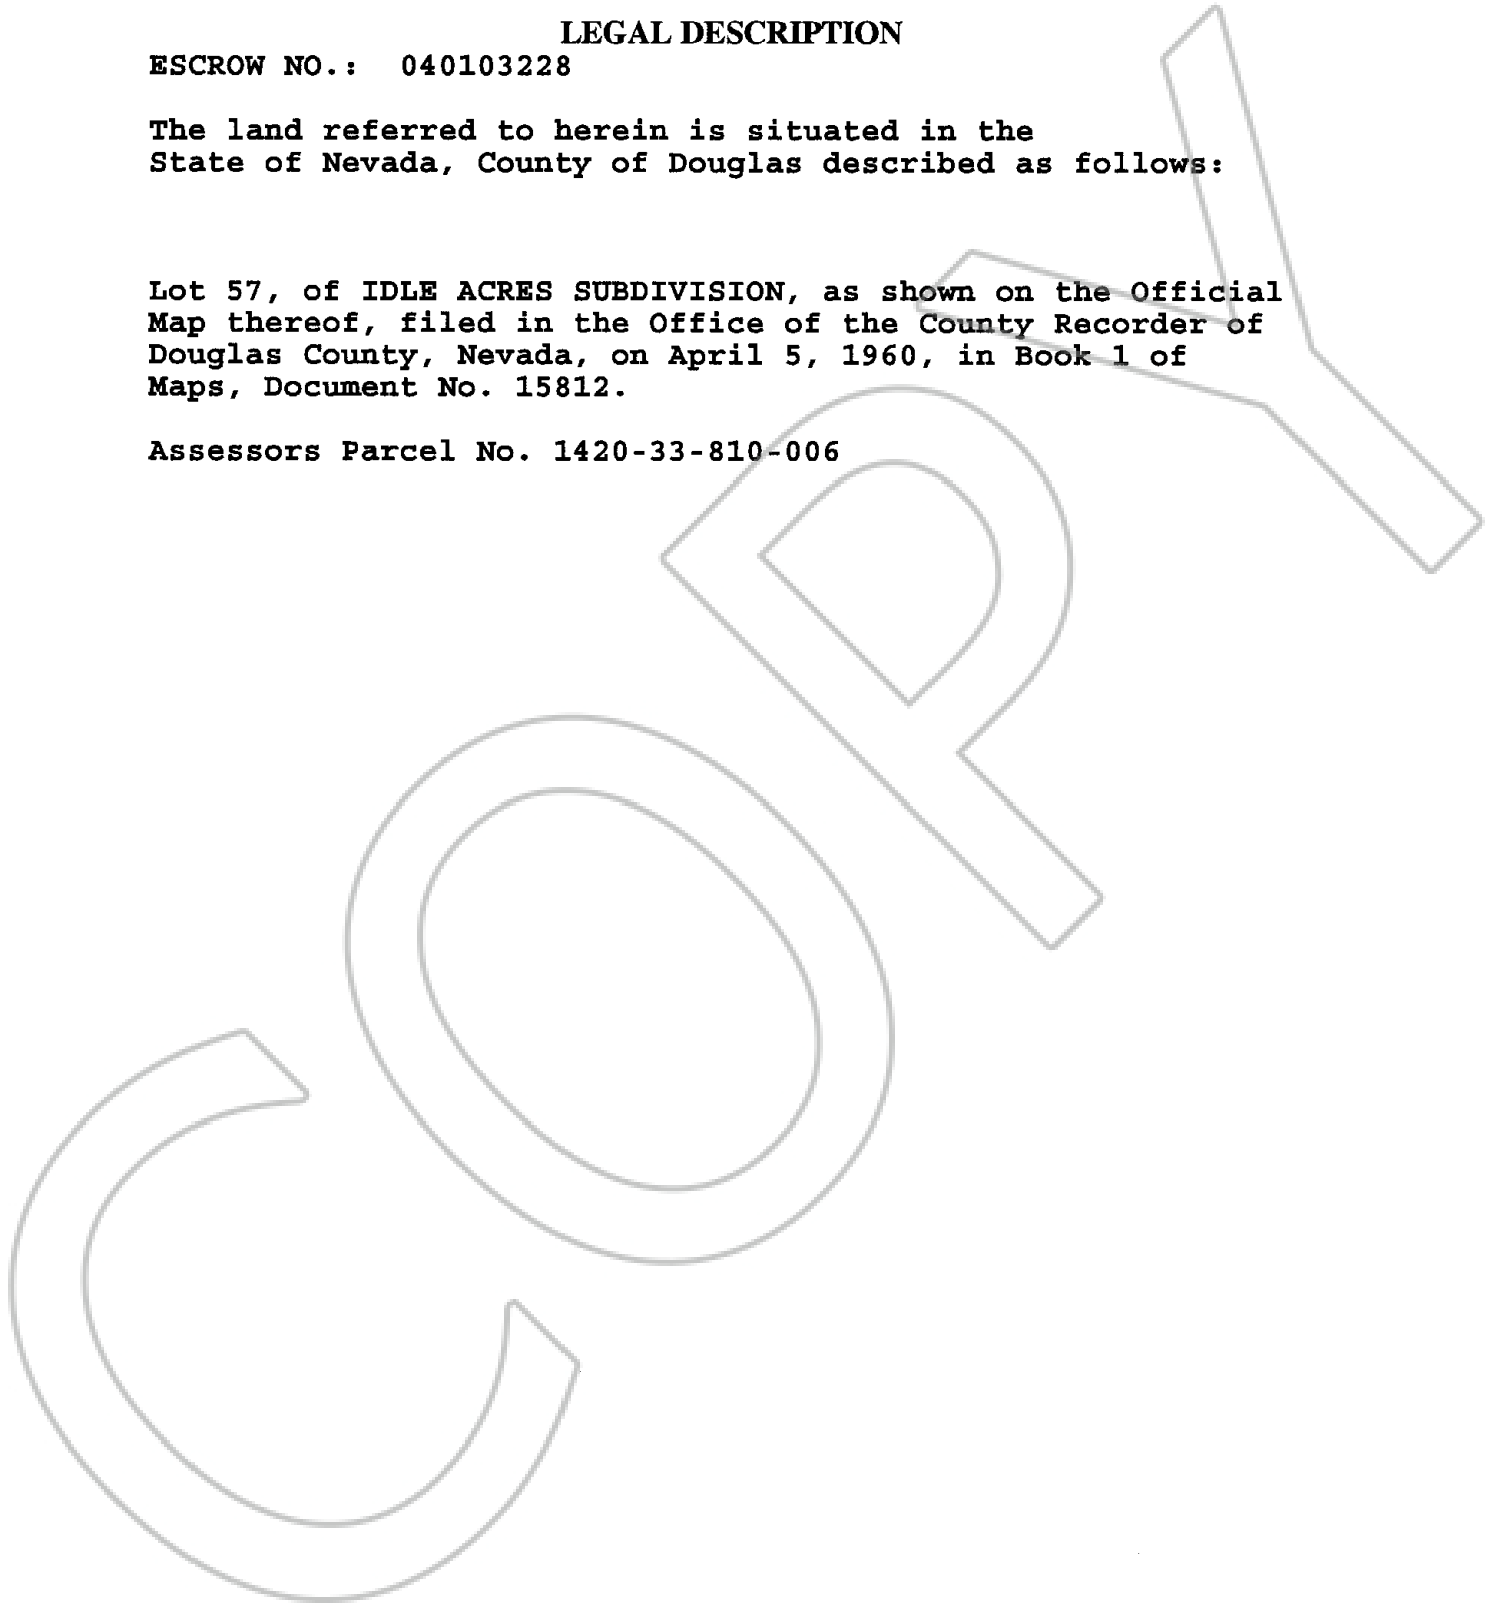 LEGAL DESCRIPTION
ESCROW NO.: 040103228
The land referred to herein is situated in the
State of Nevada, County of Douglas described as follows:
Lot 57, of IDLE ACRES SUBDIVISION, as shown on the Official
Map thereof, filed in the Office of the County Recorder of
Douglas County, Nevada, on April 5, 1960, in Book 1 of
Maps, Document No. 15812.
Assessors Parcel No. 1420-33-810-006
COPY